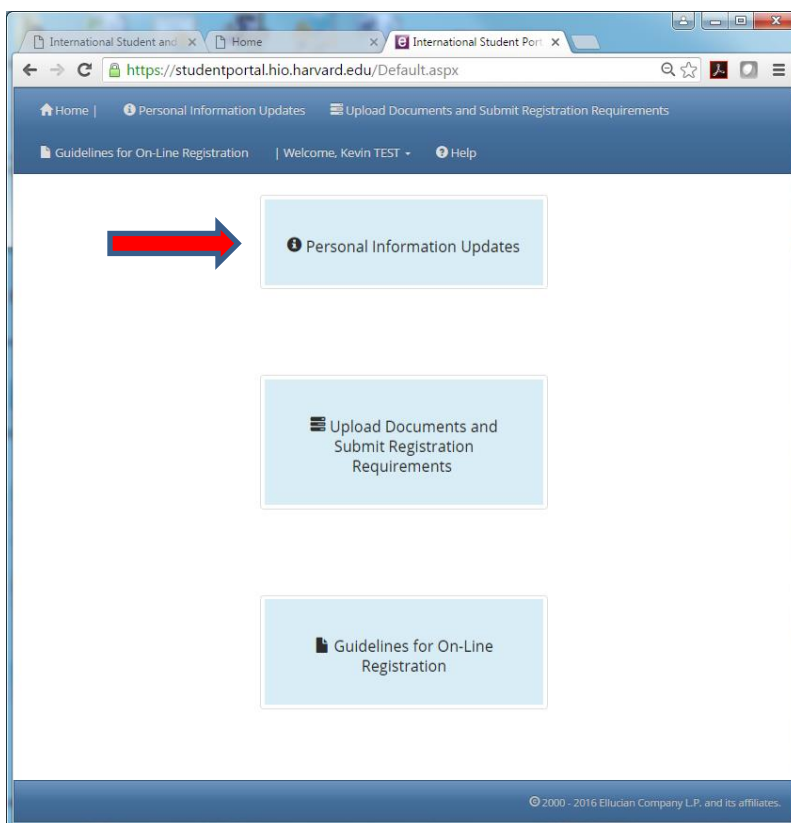 International Student and
Home
International Student Port
https://studentportal.hio.harvard.edu/Default.aspx
Home | Personal Information Updates Upload Documents and Submit Registration Requirements
Guidelines for On-Line Registration | Welcome, Kevin TEST Help
Personal Information Updates
Upload Documents and
Submit Registration
Requirements
Guidelines for On-Line
Registration
© 2000 - 2016 Ellucian Company L.P. and its affiliates.